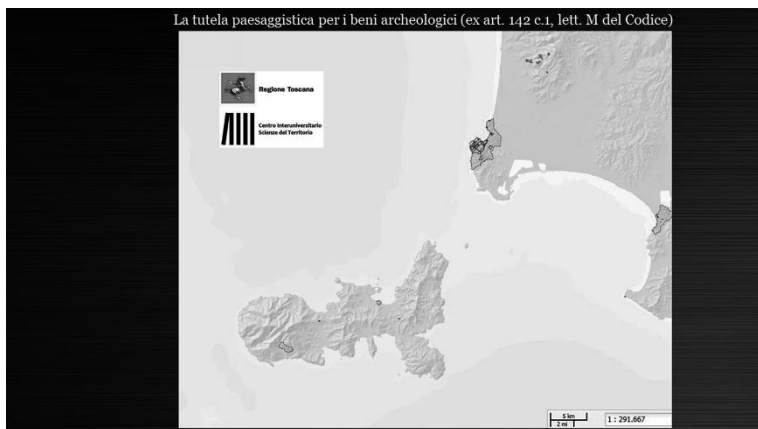 La tutela paesaggistica per i beni archeologici (ex art. 142 c.1, lett. M del Codice)
Regione Toscana
Centro Interuniversitario
Scienze del Territorio
5 km
2 mi
1 : 291.667